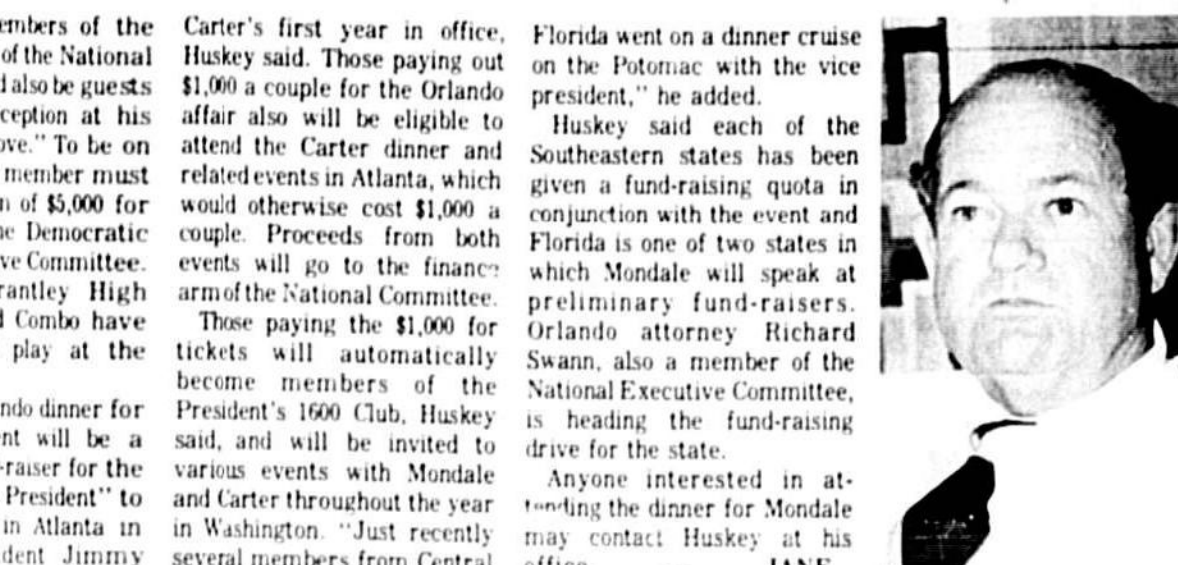 embers of the
of the National
d also be guests
ception at his
ove." To be on
member must
n of $5,000 for
he Democratic
ve Committee.
rantley High
d Combo have
play at the
ndo dinner for
nt will be a
-raiser for the
President" to
in Atlanta in
dent Jimmy
Carter's first year in office,
Huskey said. Those paying out
$1,000 a couple for the Orlando
affair also will be eligible to
attend the Carter dinner and
related events in Atlanta, which
would otherwise cost $1,000 a
couple. Proceeds from both
events will go to the finance
arm of the National Committee.
Those paying the $1,000 for
tickets will automatically
become members of the
President's 1600 Club, Huskey
said, and will be invited to
various events with Mondale
and Carter throughout the year
in Washington. "Just recently
several members from Central
Florida went on a dinner cruise
on the Potomac with the vice
president," he added.
Huskey said each of the
Southeastern states has been
given a fund-raising quota in
conjunction with the event and
Florida is one of two states in
which Mondale will speak at
preliminary fund-raisers.
Orlando attorney Richard
Swann, also a member of the
National Executive Committee,
is heading the fund-raising
drive for the state.
Anyone interested in at-
tending the dinner for Mondale
may contact Huskey at his
office. JANE